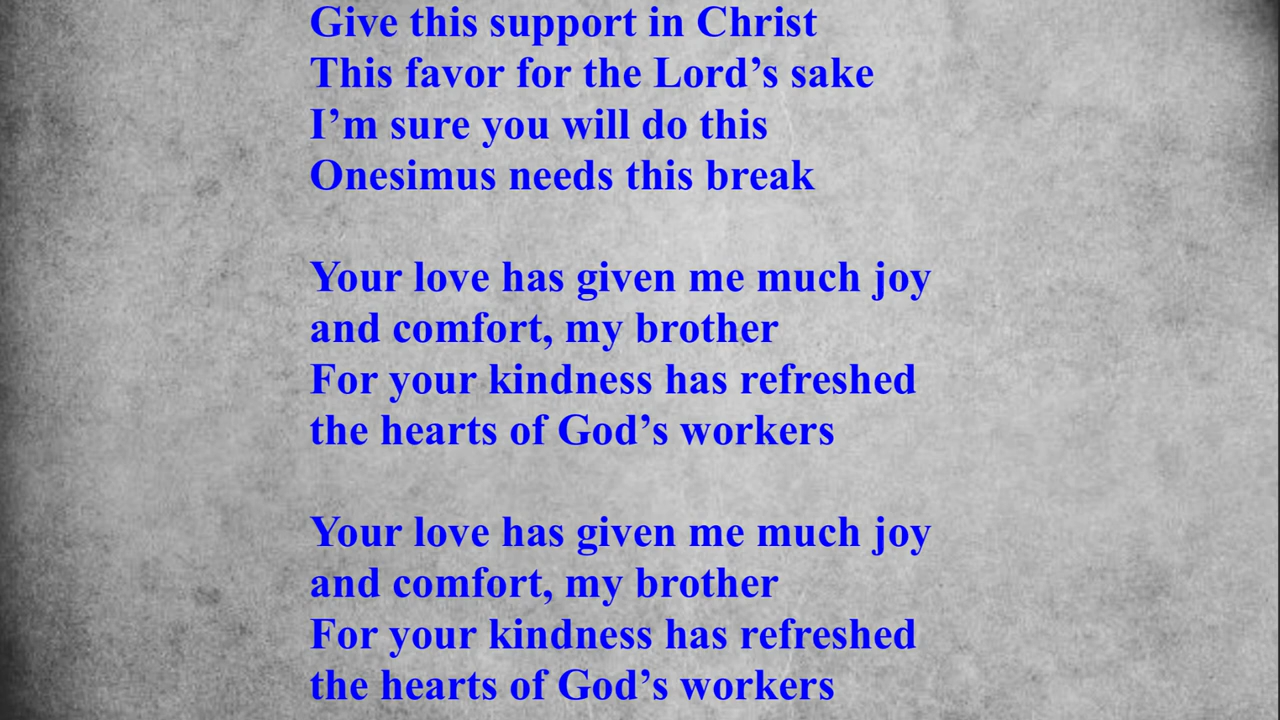 Give this support in Christ
This favor for the Lord’s sake
I’m sure you will do this
Onesimus needs this break
Your love has given me much joy
and comfort, my brother
For your kindness has refreshed
the hearts of God’s workers
Your love has given me much joy
and comfort, my brother
For your kindness has refreshed
the hearts of God’s workers